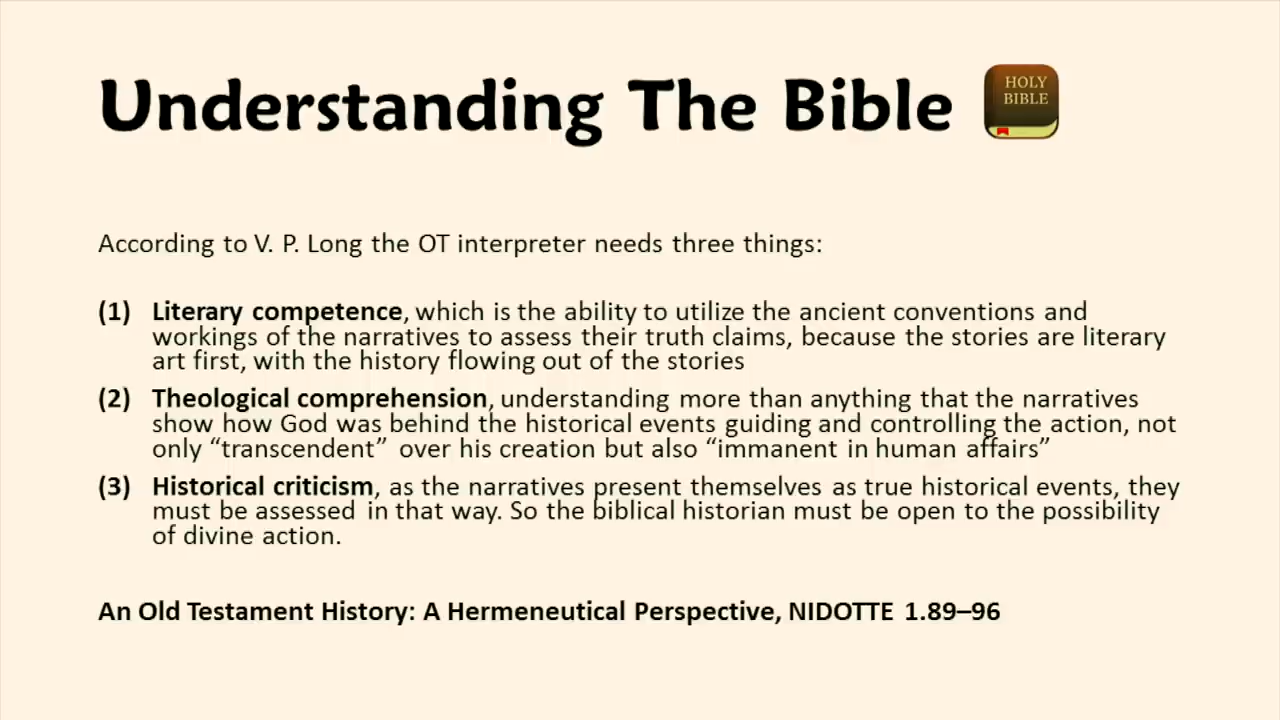 Understanding The Bible
HOLY
BIBLE
According to V. P. Long the OT interpreter needs three things:
(1) Literary competence, which is the ability to utilize the ancient conventions and
workings of the narratives to assess their truth claims, because the stories are literary
art first, with the history flowing out of the stories
(2) Theological comprehension, understanding more than anything that the narratives
show how God was behind the historical events guiding and controlling the action, not
only “transcendent” over his creation but also “immanent in human affairs”
(3) Historical criticism, as the narratives present themselves as true historical events, they
must be assessed in that way. So the biblical historian must be open to the possibility
of divine action.
An Old Testament History: A Hermeneutical Perspective, NIDOTTE 1.89–96